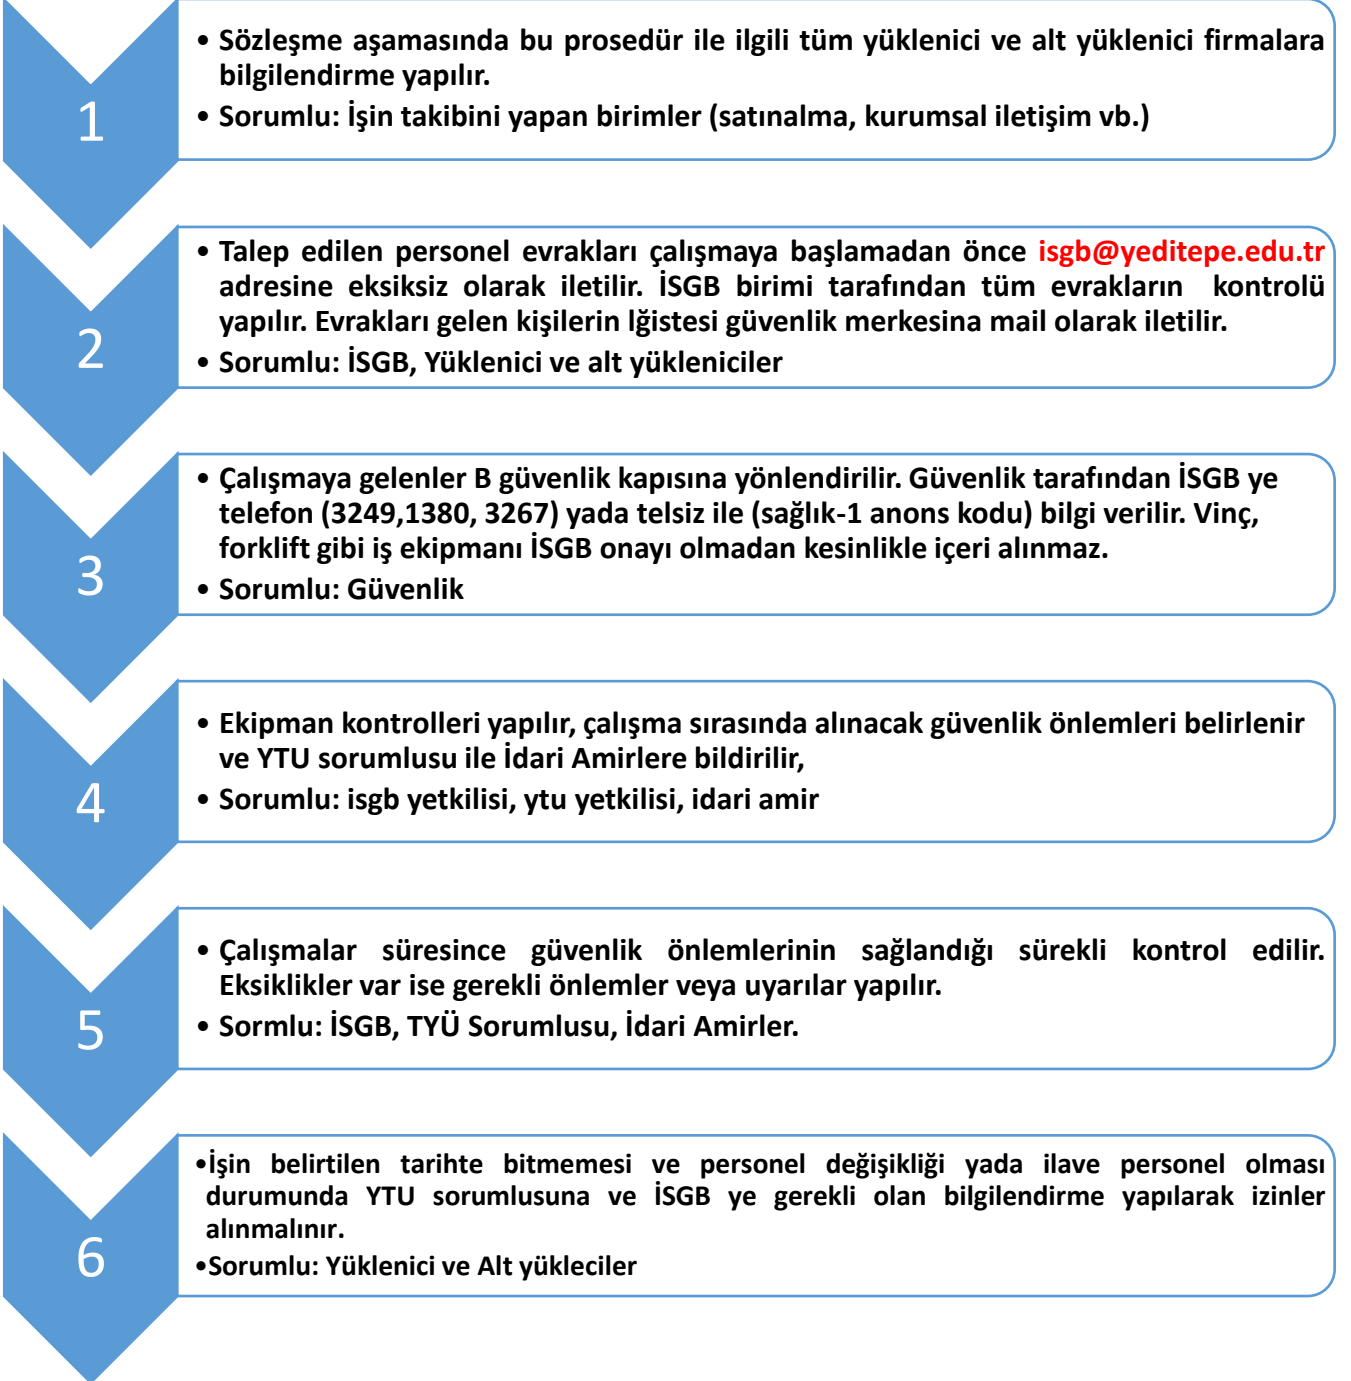 1
• Sözleşme aşamasında bu prosedür ile ilgili tüm yüklenici ve alt yüklenici firmalara
bilgilendirme yapılır.
• Sorumlu: İşin takibini yapan birimler (satınalma, kurumsal iletişim vb.)
2
• Talep edilen personel evrakları çalışmaya başlamadan önce isgb@yeditepe.edu.tr
adresine eksiksiz olarak iletilir. İSGB birimi tarafından tüm evrakların kontrolü
yapılır. Evrakları gelen kişilerin lğistesi güvenlik merkesina mail olarak iletilir.
• Sorumlu: İSGB, Yüklenici ve alt yükleniciler
3
• Çalışmaya gelenler B güvenlik kapısına yönlendirilir. Güvenlik tarafından İSGB ye
telefon (3249,1380, 3267) yada telsiz ile (sağlık-1 anons kodu) bilgi verilir. Vinç,
forklift gibi iş ekipmanı İSGB onayı olmadan kesinlikle içeri alınmaz.
• Sorumlu: Güvenlik
4
• Ekipman kontrolleri yapılır, çalışma sırasında alınacak güvenlik önlemleri belirlenir
ve YTU sorumlusu ile İdari Amirlere bildirilir,
• Sorumlu: isgb yetkilisi, ytu yetkilisi, idari amir
5
• Çalışmalar süresince güvenlik önlemlerinin sağlandığı sürekli kontrol edilir.
Eksiklikler var ise gerekli önlemler veya uyarılar yapılır.
• Sormlu: İSGB, TYÜ Sorumlusu, İdari Amirler.
6
•İşin belirtilen tarihte bitmemesi ve personel değişikliği yada ilave personel olması
durumunda YTU sorumlusuna ve İSGB ye gerekli olan bilgilendirme yapılarak izinler
alınmalınır.
•Sorumlu: Yüklenici ve Alt yükleciler